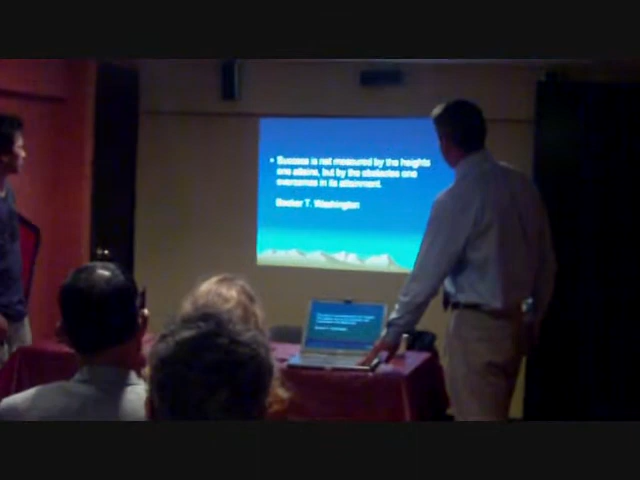 • Success is not measured by the heights
one attains, but by the obstacles one
overcomes in its attainment.
Booker T. Washington